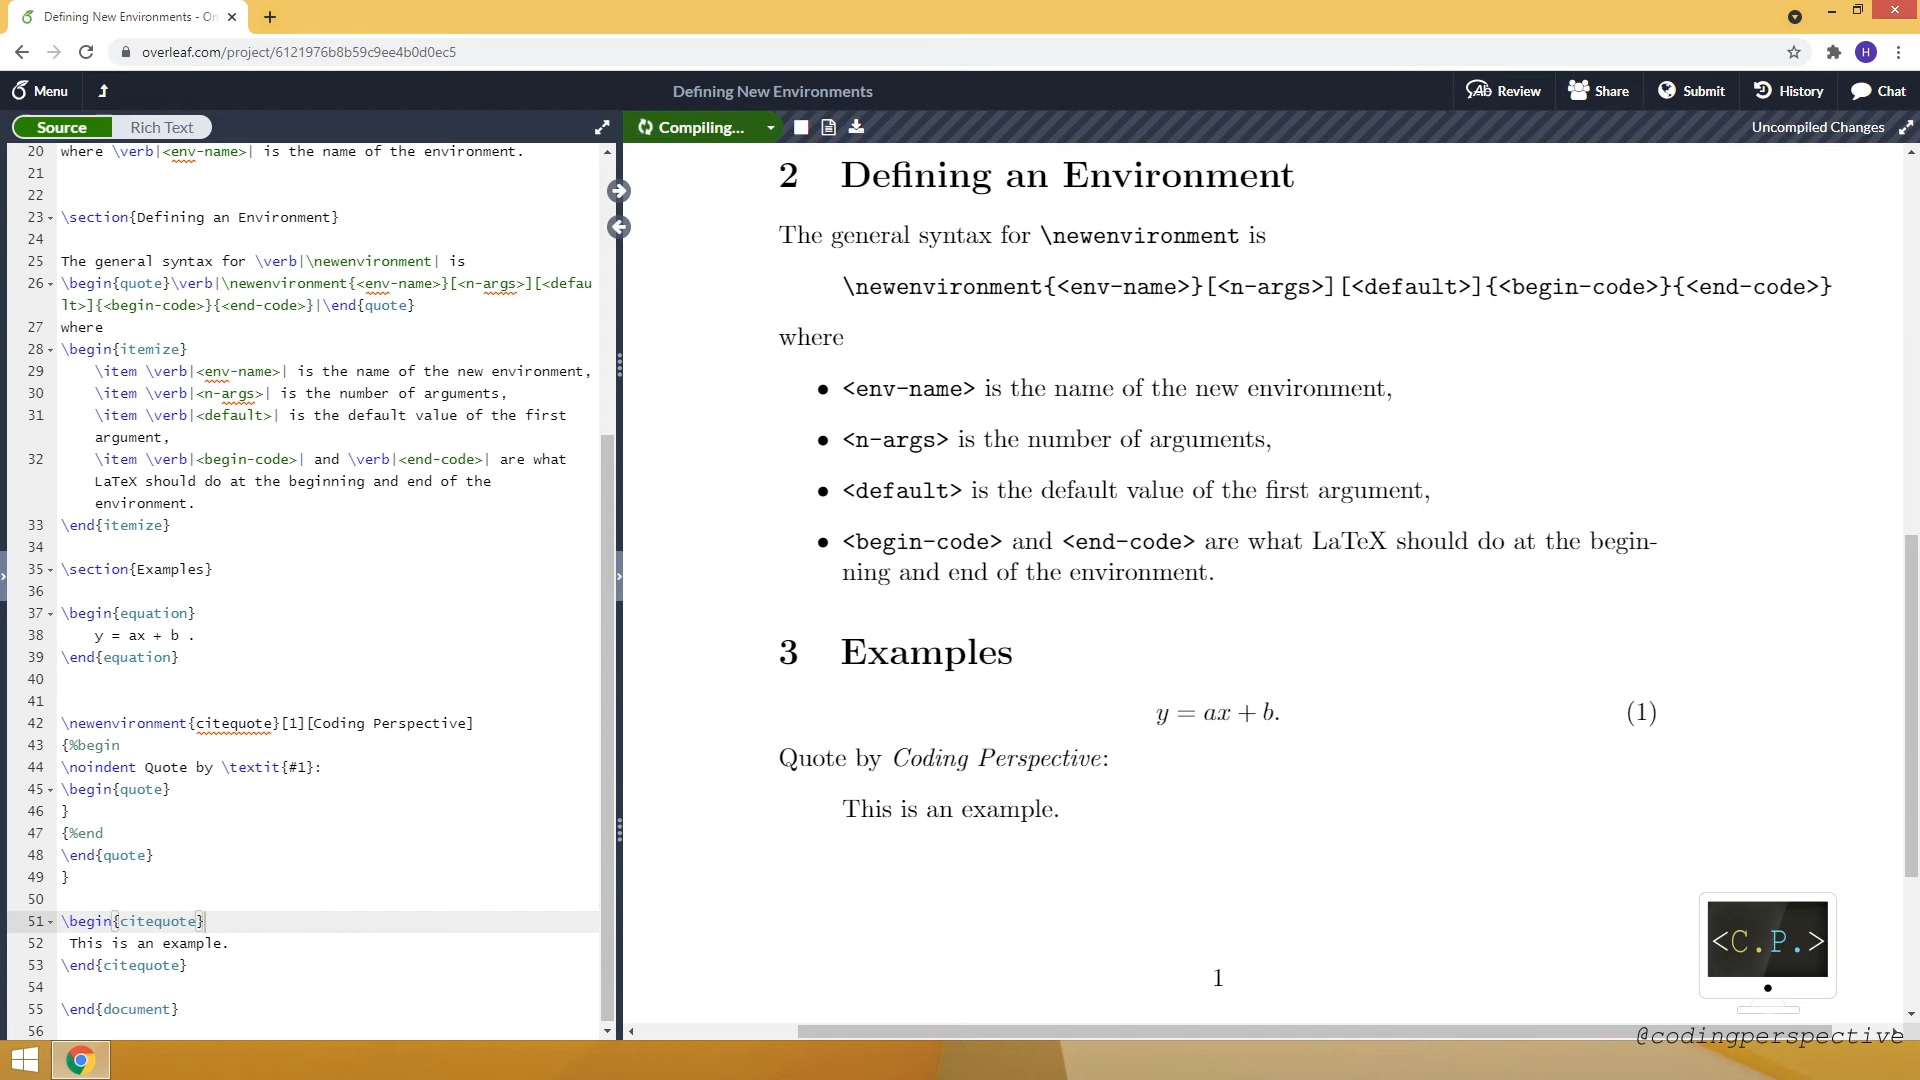 Defining New Environments - On
overleaf.com/project/6121976b8b59c9ee4b0d0ec5
H
Menu
Defining New Environments
Review
Share
Submit
History
Chat
Source
Rich Text
Compiling...
Uncompiled Changes
20 where \verb|<env-name>| is the name of the environment.
21
22
23 \section{Defining an Environment}
24
25 The general syntax for \verb|\newenvironment| is
26 \begin{quote}\verb|\newenvironment{<env-name>}[<n-args>][<defau
lt>]{<begin-code>}{<end-code>}|\end{quote}
27 where
28 \begin{itemize}
29 \item \verb|<env-name>| is the name of the new environment,
30 \item \verb|<n-args>| is the number of arguments,
31 \item \verb|<default>| is the default value of the first
argument,
32 \item \verb|<begin-code>| and \verb|<end-code>| are what
LaTeX should do at the beginning and end of the
environment.
33 \end{itemize}
34
35 \section{Examples}
36
37 \begin{equation}
38 y = ax + b .
39 \end{equation}
40
41
42 \newenvironment{citequote}[1][Coding Perspective]
43 {%begin
44 \noindent Quote by \textit{#1}:
45 \begin{quote}
46 }
47 {%end
48 \end{quote}
49 }
50
51 \begin{citequote}
52 This is an example.
53 \end{citequote}
54
55 \end{document}
56
2 Defining an Environment
The general syntax for \newenvironment is
\newenvironment{<env-name>}[<n-args>][<default>]{<begin-code>}{<end-code>}
where
• <env-name> is the name of the new environment,
• <n-args> is the number of arguments,
• <default> is the default value of the first argument,
• <begin-code> and <end-code> are what LaTeX should do at the begin-
ning and end of the environment.
3 Examples
y = ax + b. (1)
Quote by Coding Perspective:
This is an example.
1
<C.P.>
@codingperspective